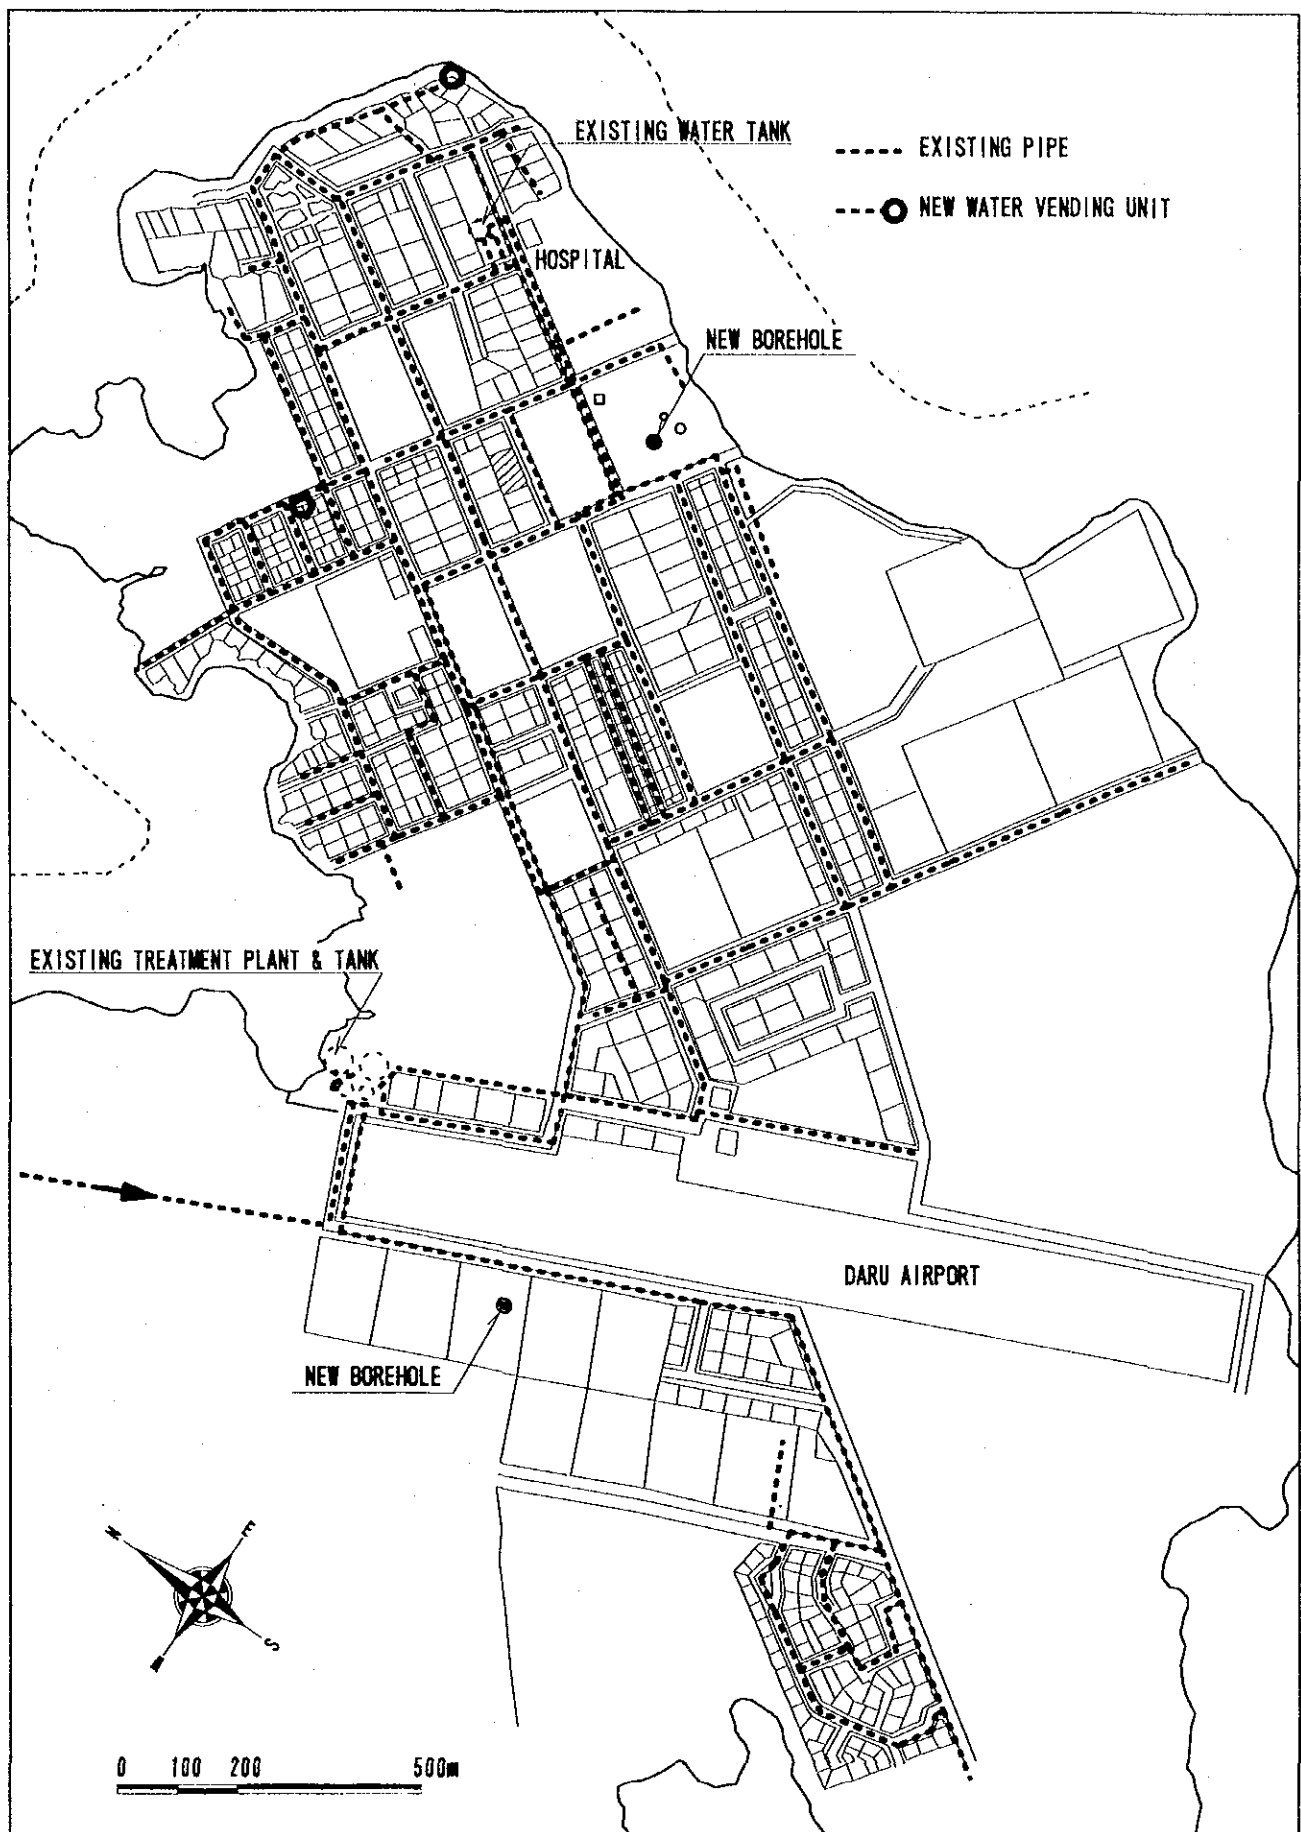 EXISTING WATER TANK
EXISTING PIPE
NEW WATER VENDING UNIT
HOSPITAL
NEW BOREHOLE
EXISTING TREATMENT PLANT & TANK
DARU AIRPORT
NEW BOREHOLE
N
E
S
0 100 200 500m